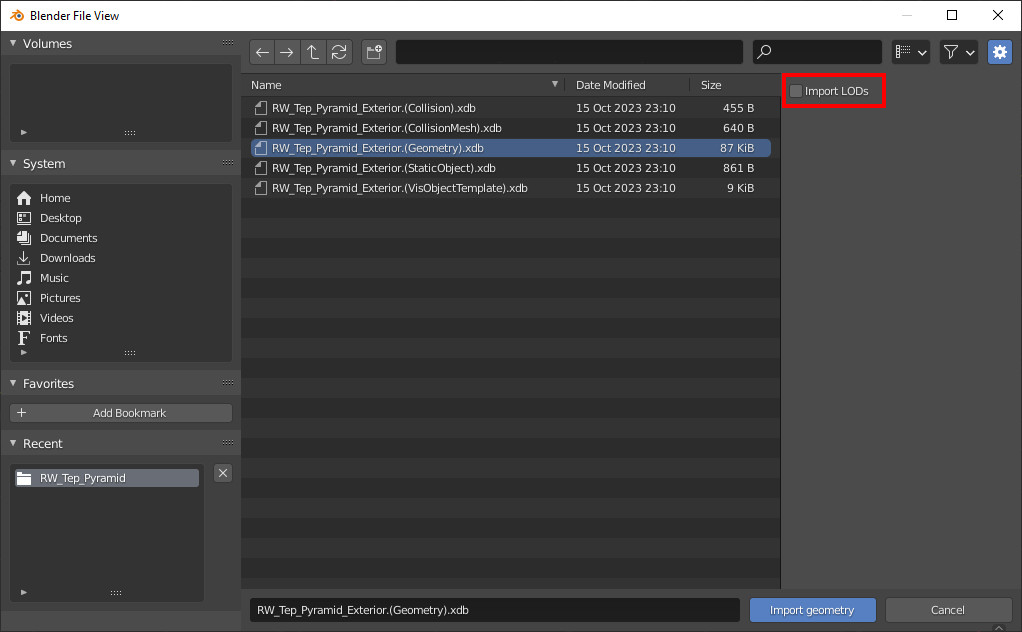 Blender File View
Volumes
System
Home
Desktop
Documents
Downloads
Music
Pictures
Videos
Fonts
Favorites
Add Bookmark
Recent
RW_Tep_Pyramid
Name Date Modified Size
RW_Tep_Pyramid_Exterior.(Collision).xdb 15 Oct 2023 23:10 455 B
RW_Tep_Pyramid_Exterior.(CollisionMesh).xdb 15 Oct 2023 23:10 640 B
RW_Tep_Pyramid_Exterior.(Geometry).xdb 15 Oct 2023 23:10 87 KiB
RW_Tep_Pyramid_Exterior.(StaticObject).xdb 15 Oct 2023 23:10 861 B
RW_Tep_Pyramid_Exterior.(VisObjectTemplate).xdb 15 Oct 2023 23:10 9 KiB
Import LODs
RW_Tep_Pyramid_Exterior.(Geometry).xdb
Import geometry
Cancel